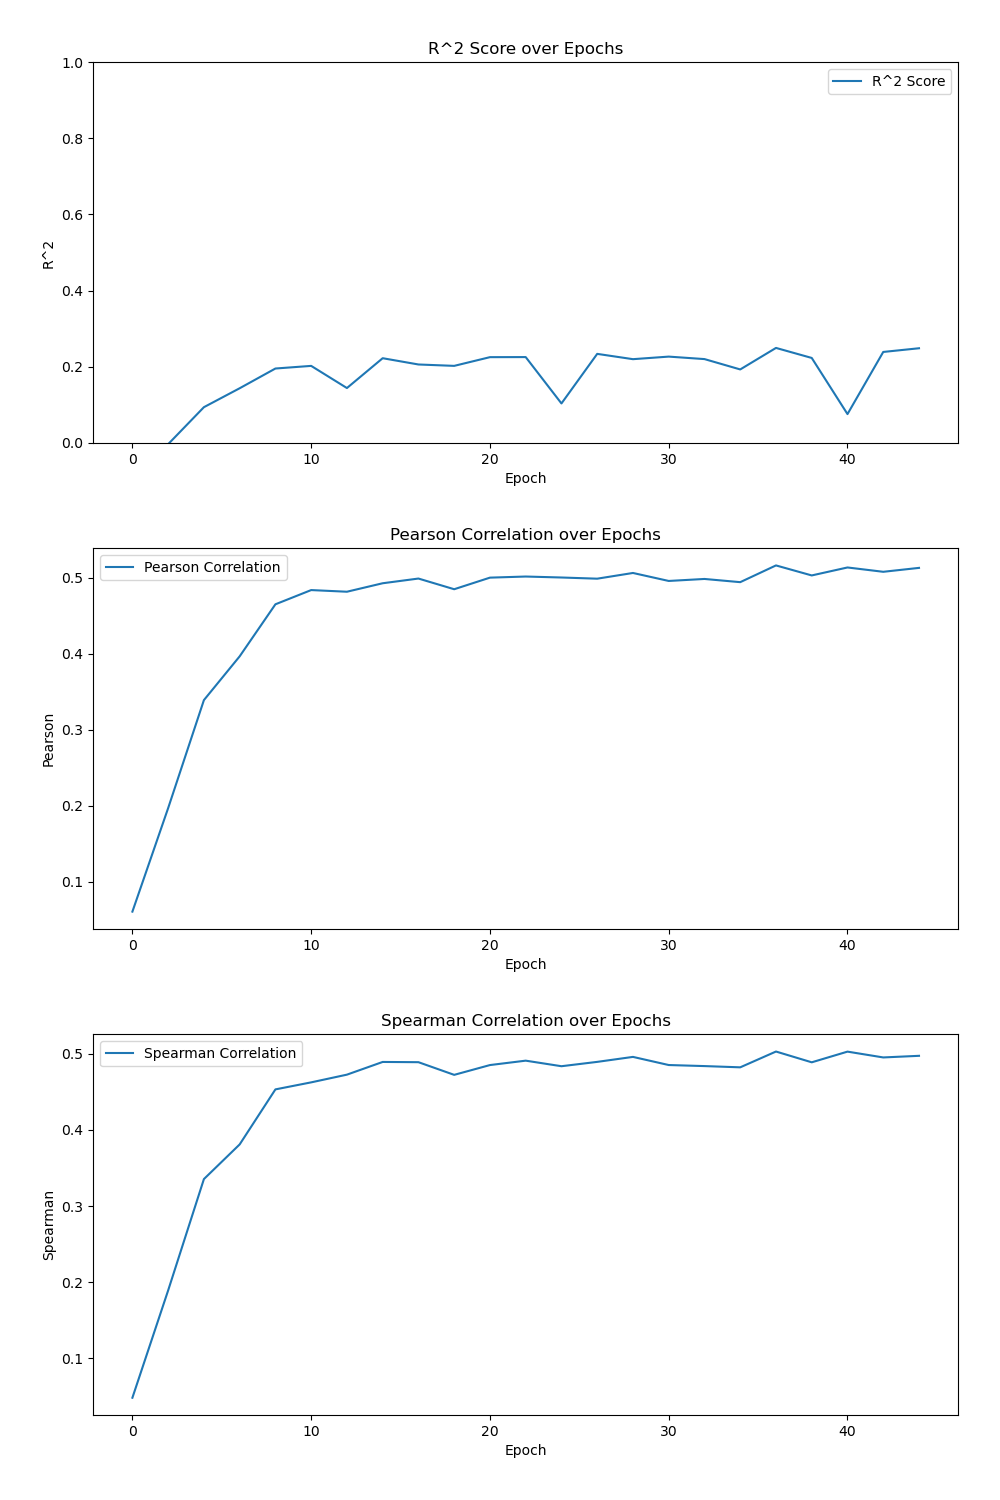 R^2 Score over Epochs
1.0
R^2 Score
0.8
0.6
R^2
0.4
0.2
0.0
0 10 20 30 40
Epoch
Pearson Correlation over Epochs
Pearson Correlation
0.5
0.4
0.3
Pearson
0.2
0.1
0 10 20 30 40
Epoch
Spearman Correlation over Epochs
Spearman Correlation
0.5
0.4
0.3
Spearman
0.2
0.1
0 10 20 30 40
Epoch